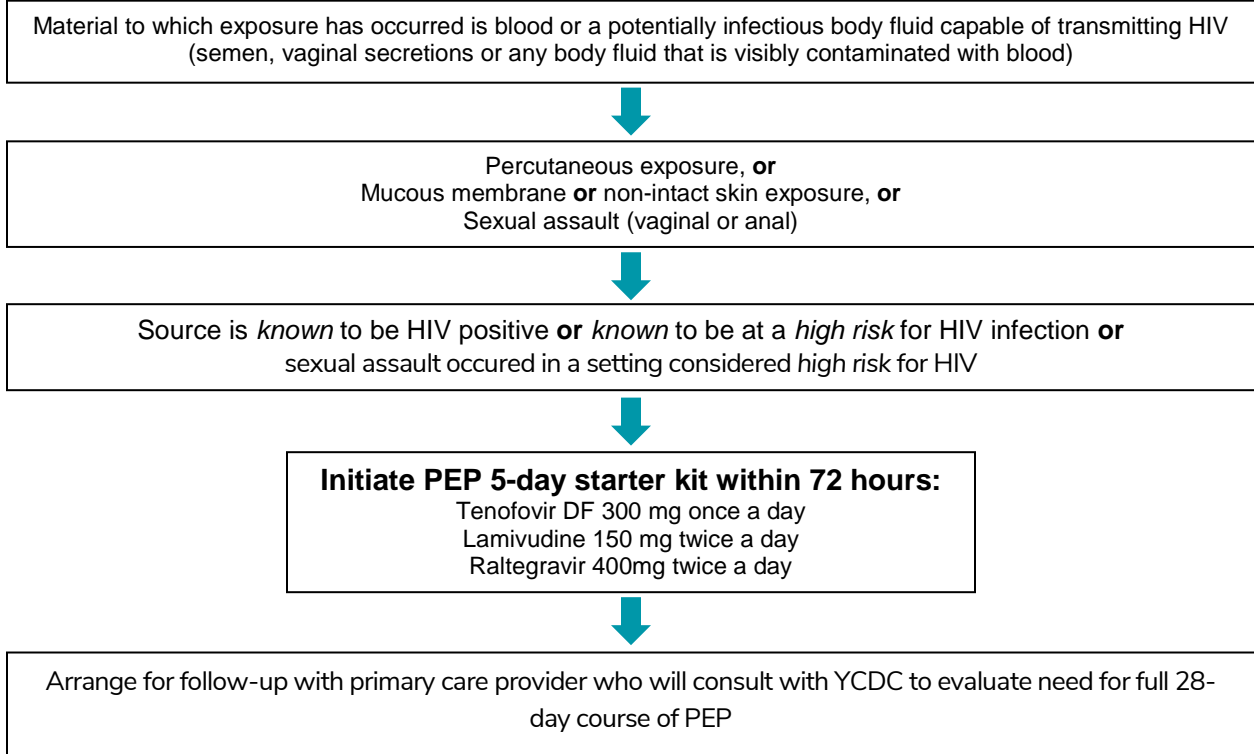 Material to which exposure has occurred is blood or a potentially infectious body fluid capable of transmitting HIV
(semen, vaginal secretions or any body fluid that is visibly contaminated with blood)
Percutaneous exposure, or
Mucous membrane or non-intact skin exposure, or
Sexual assault (vaginal or anal)
Source is known to be HIV positive or known to be at a high risk for HIV infection or
sexual assault occured in a setting considered high risk for HIV
Initiate PEP 5-day starter kit within 72 hours:
Tenofovir DF 300 mg once a day
Lamivudine 150 mg twice a day
Raltegravir 400mg twice a day
Arrange for follow-up with primary care provider who will consult with YCDC to evaluate need for full 28-
day course of PEP